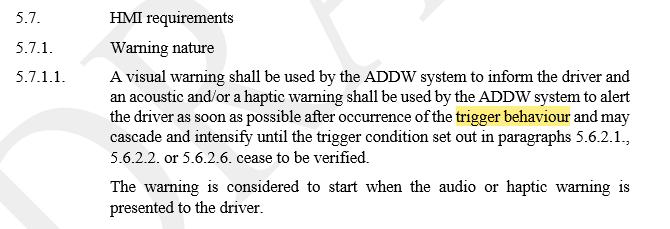 5.7. HMI requirements
5.7.1. Warning nature
5.7.1.1. A visual warning shall be used by the ADDW system to inform the driver and
an acoustic and/or a haptic warning shall be used by the ADDW system to alert
the driver as soon as possible after occurrence of the trigger behaviour and may
cascade and intensify until the trigger condition set out in paragraphs 5.6.2.1.,
5.6.2.2. or 5.6.2.6. cease to be verified.
The warning is considered to start when the audio or haptic warning is
presented to the driver.